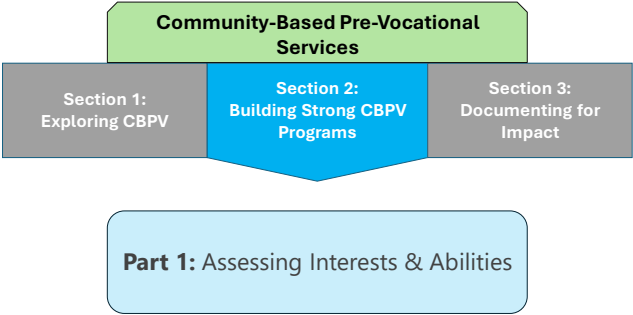 Community-Based Pre-Vocational
Services
Section 1:
Exploring CBPV
Section 2:
Building Strong CBPV
Programs
Section 3:
Documenting for
Impact
Part 1: Assessing Interests & Abilities